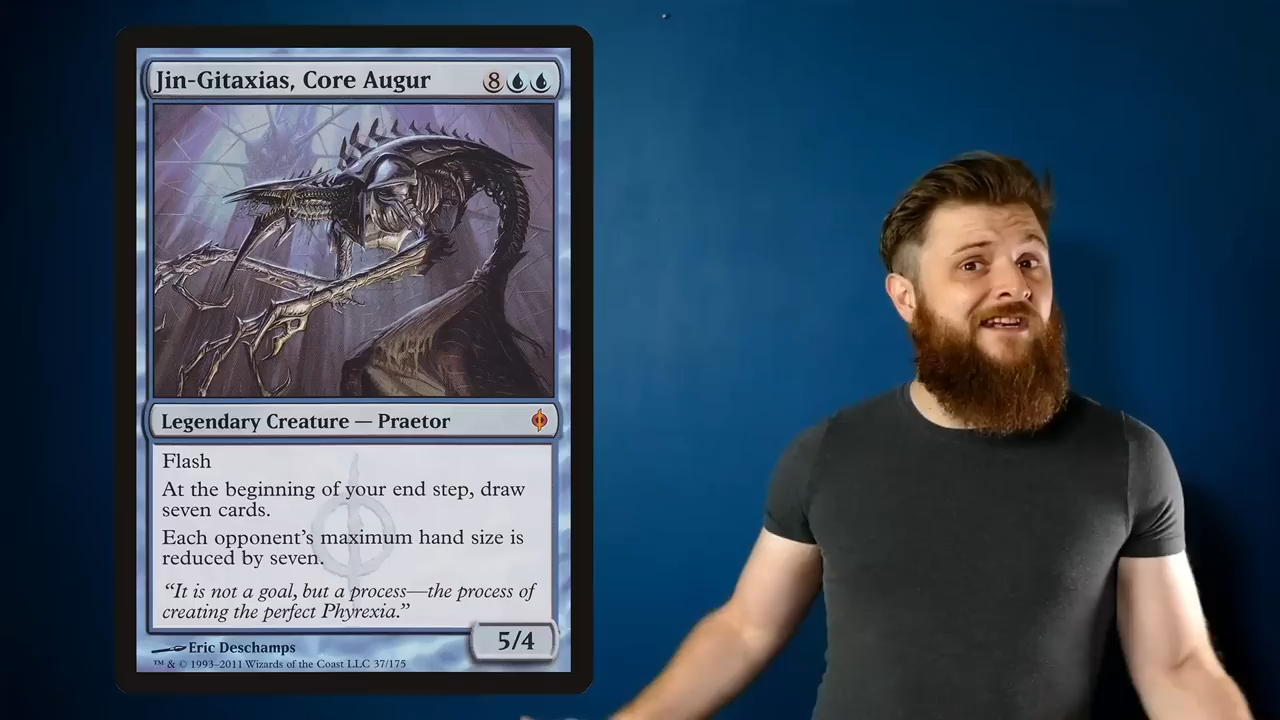 Jin-Gitaxias, Core Augur 8
Legendary Creature — Praetor
Flash
At the beginning of your end step, draw
seven cards.
Each opponent's maximum hand size is
reduced by seven.
“It is not a goal, but a process—the process of
creating the perfect Phyrexia.”
5/4
Eric Deschamps
™ & © 1993–2011 Wizards of the Coast LLC 37/175